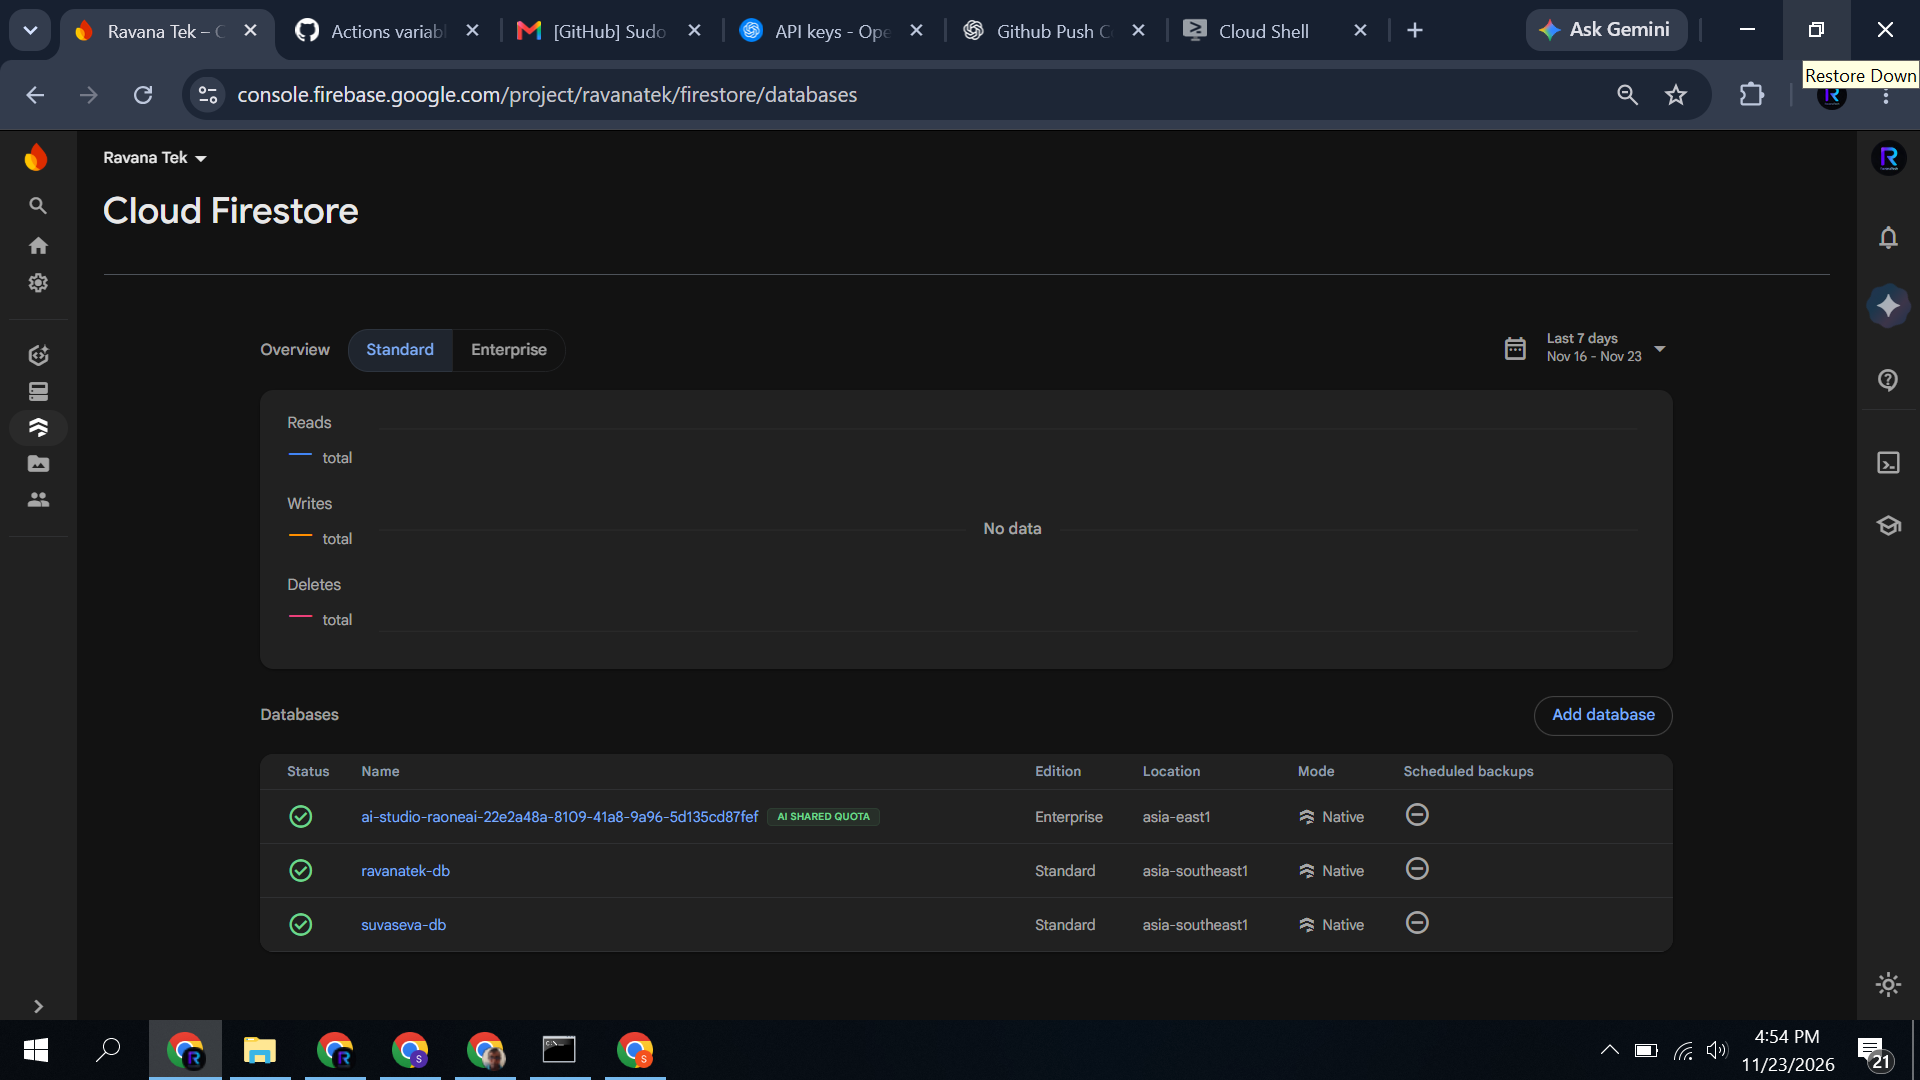 Ravana Tek – C
Actions variabl
[GitHub] Sudo
API keys - Ope
Github Push C
Cloud Shell
Ask Gemini
Restore Down
console.firebase.google.com/project/ravanatek/firestore/databases
Ravana Tek
Cloud Firestore
Overview Standard Enterprise
Last 7 days
Nov 16 - Nov 23
Reads
total
Writes
total
No data
Deletes
total
Databases
Add database
Status Name Edition Location Mode Scheduled backups
ai-studio-raoneai-22e2a48a-8109-41a8-9a96-5d135cd87fef AI SHARED QUOTA Enterprise asia-east1 Native
ravanatek-db Standard asia-southeast1 Native
suvaseva-db Standard asia-southeast1 Native
4:54 PM
11/23/2026
21